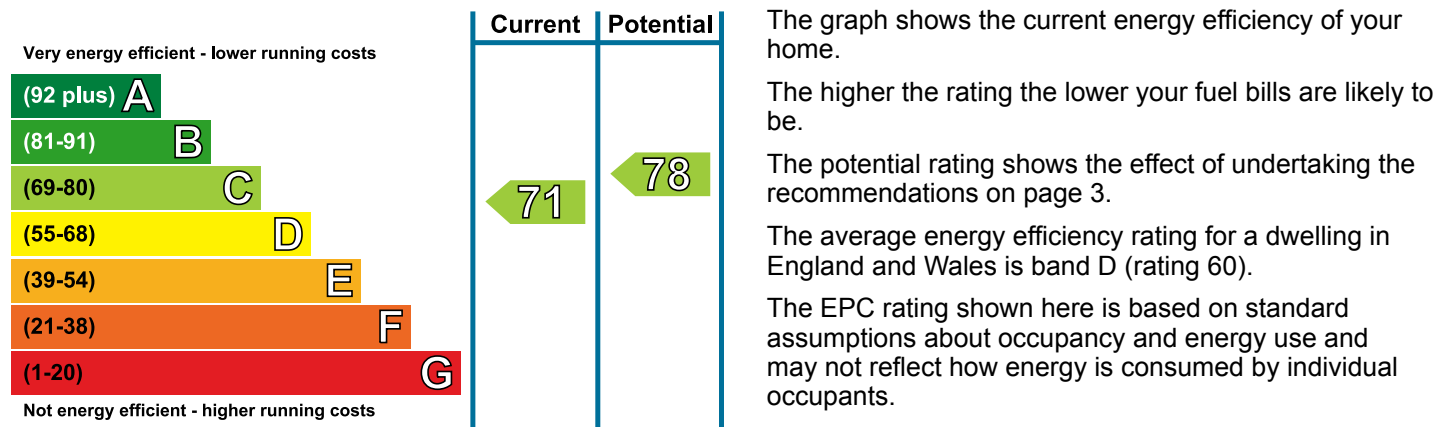 Current Potential
Very energy efficient - lower running costs
(92 plus) A
(81-91) B
(69-80) C
(55-68) D
(39-54) E
(21-38) F
(1-20) G
Not energy efficient - higher running costs
71
78
The graph shows the current energy efficiency of your
home.
The higher the rating the lower your fuel bills are likely to
be.
The potential rating shows the effect of undertaking the
recommendations on page 3.
The average energy efficiency rating for a dwelling in
England and Wales is band D (rating 60).
The EPC rating shown here is based on standard
assumptions about occupancy and energy use and
may not reflect how energy is consumed by individual
occupants.